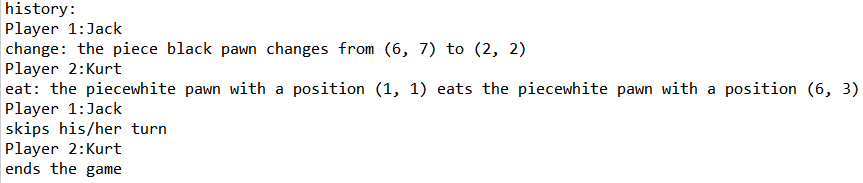 history:
Player 1:Jack
change: the piece black pawn changes from (6, 7) to (2, 2)
Player 2:Kurt
eat: the piecewhite pawn with a position (1, 1) eats the piecewhite pawn with a position (6, 3)
Player 1:Jack
skips his/her turn
Player 2:Kurt
ends the game